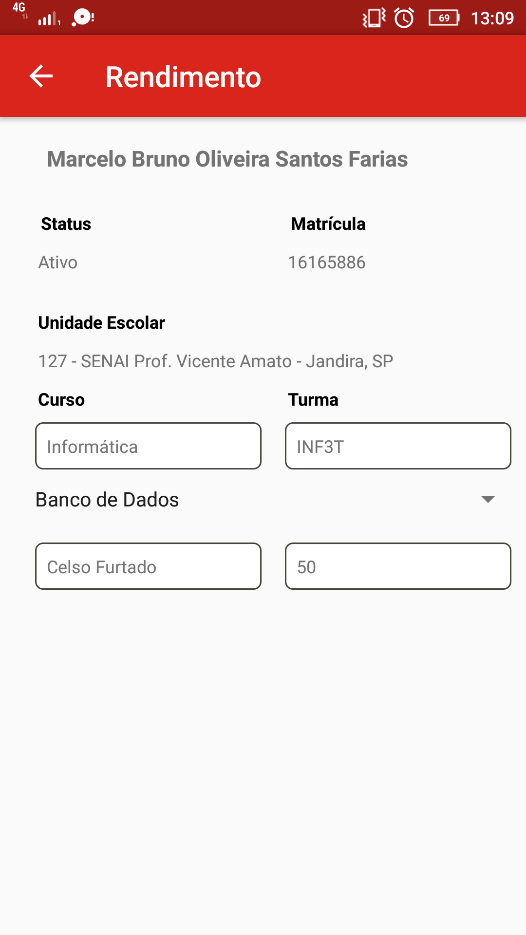 4G 69 13:09
Rendimento
Marcelo Bruno Oliveira Santos Farias
Status Matrícula
Ativo 16165886
Unidade Escolar
127 - SENAI Prof. Vicente Amato - Jandira, SP
Curso Turma
Informática INF3T
Banco de Dados
Celso Furtado 50